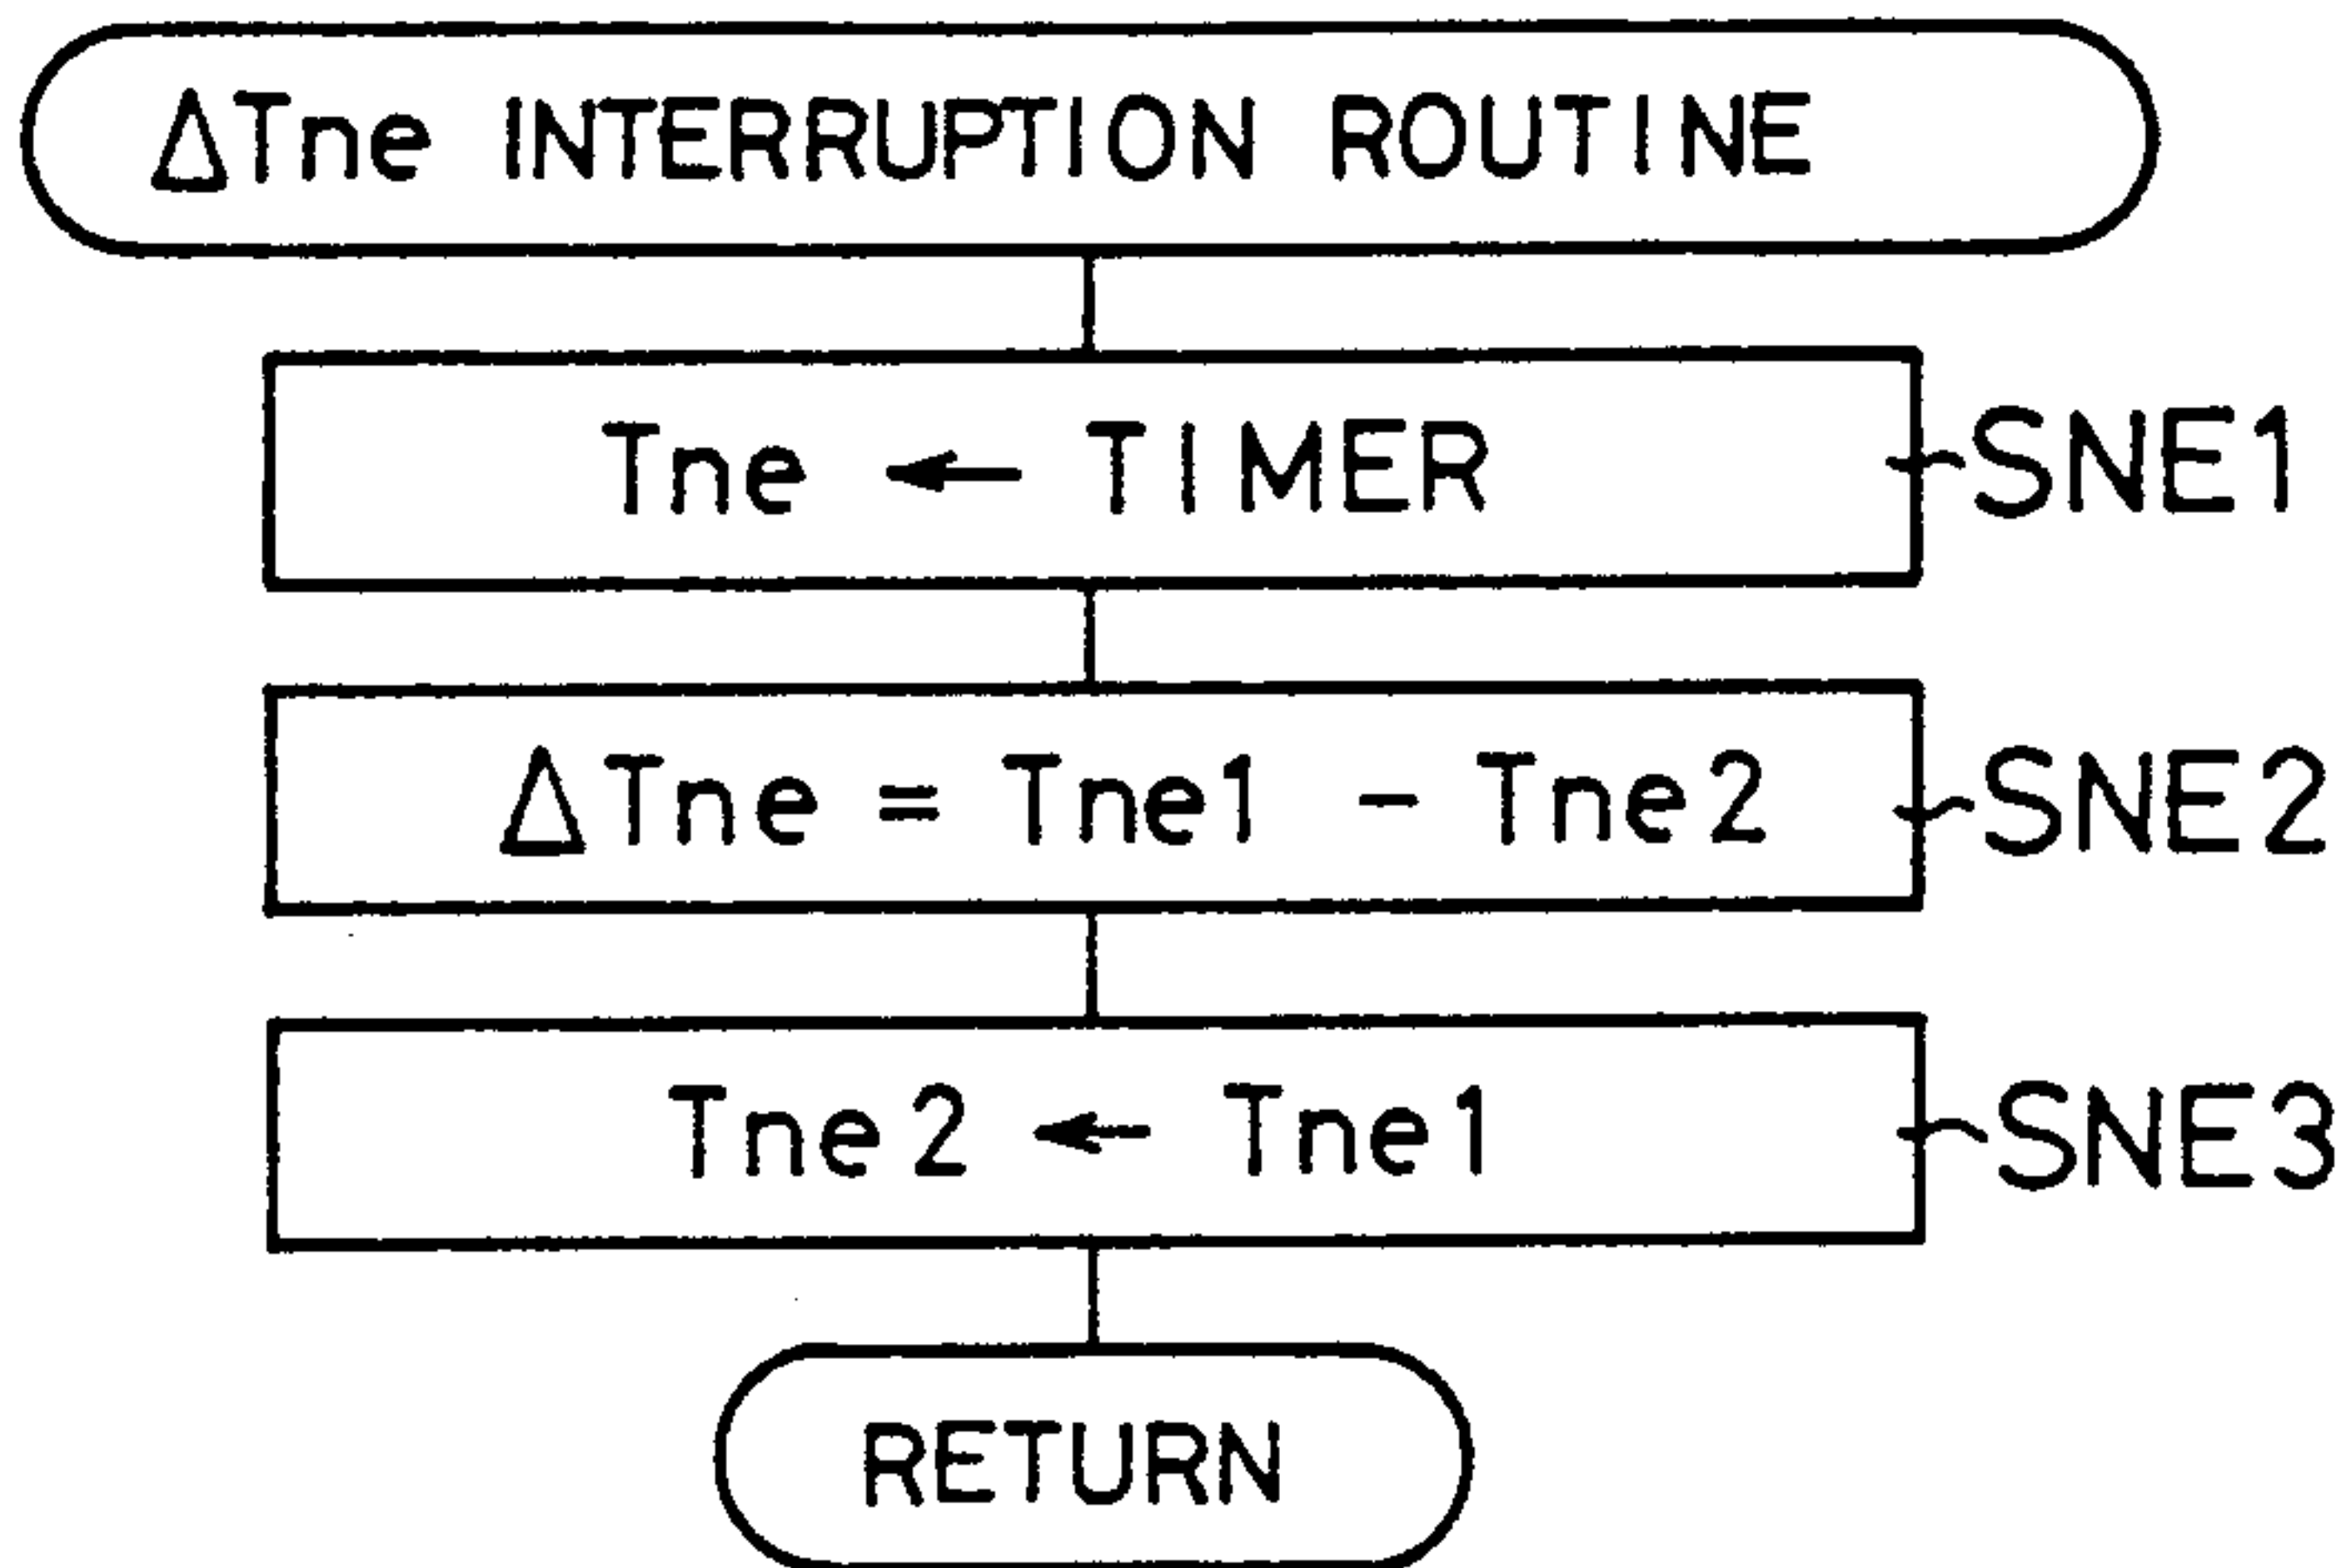 ΔTne INTERRUPTION ROUTINE
Tne ← TIMER
SNE1
ΔTne = Tne1 - Tne2
SNE2
Tne2 ← Tne1
SNE3
RETURN